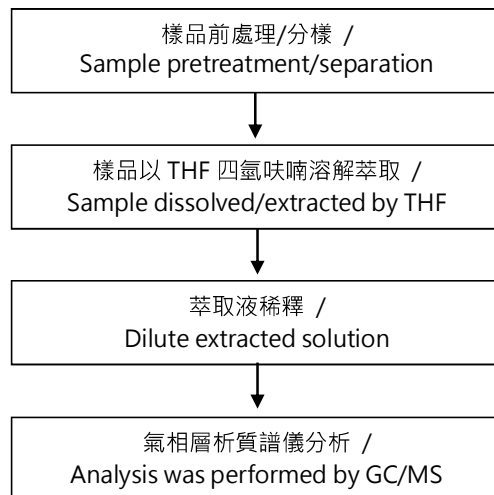 樣品前處理/分樣 /
Sample pretreatment/separation
樣品以 THF 四氫呋喃溶解萃取 /
Sample dissolved/extracted by THF
萃取液稀釋 /
Dilute extracted solution
氣相層析質譜儀分析 /
Analysis was performed by GC/MS